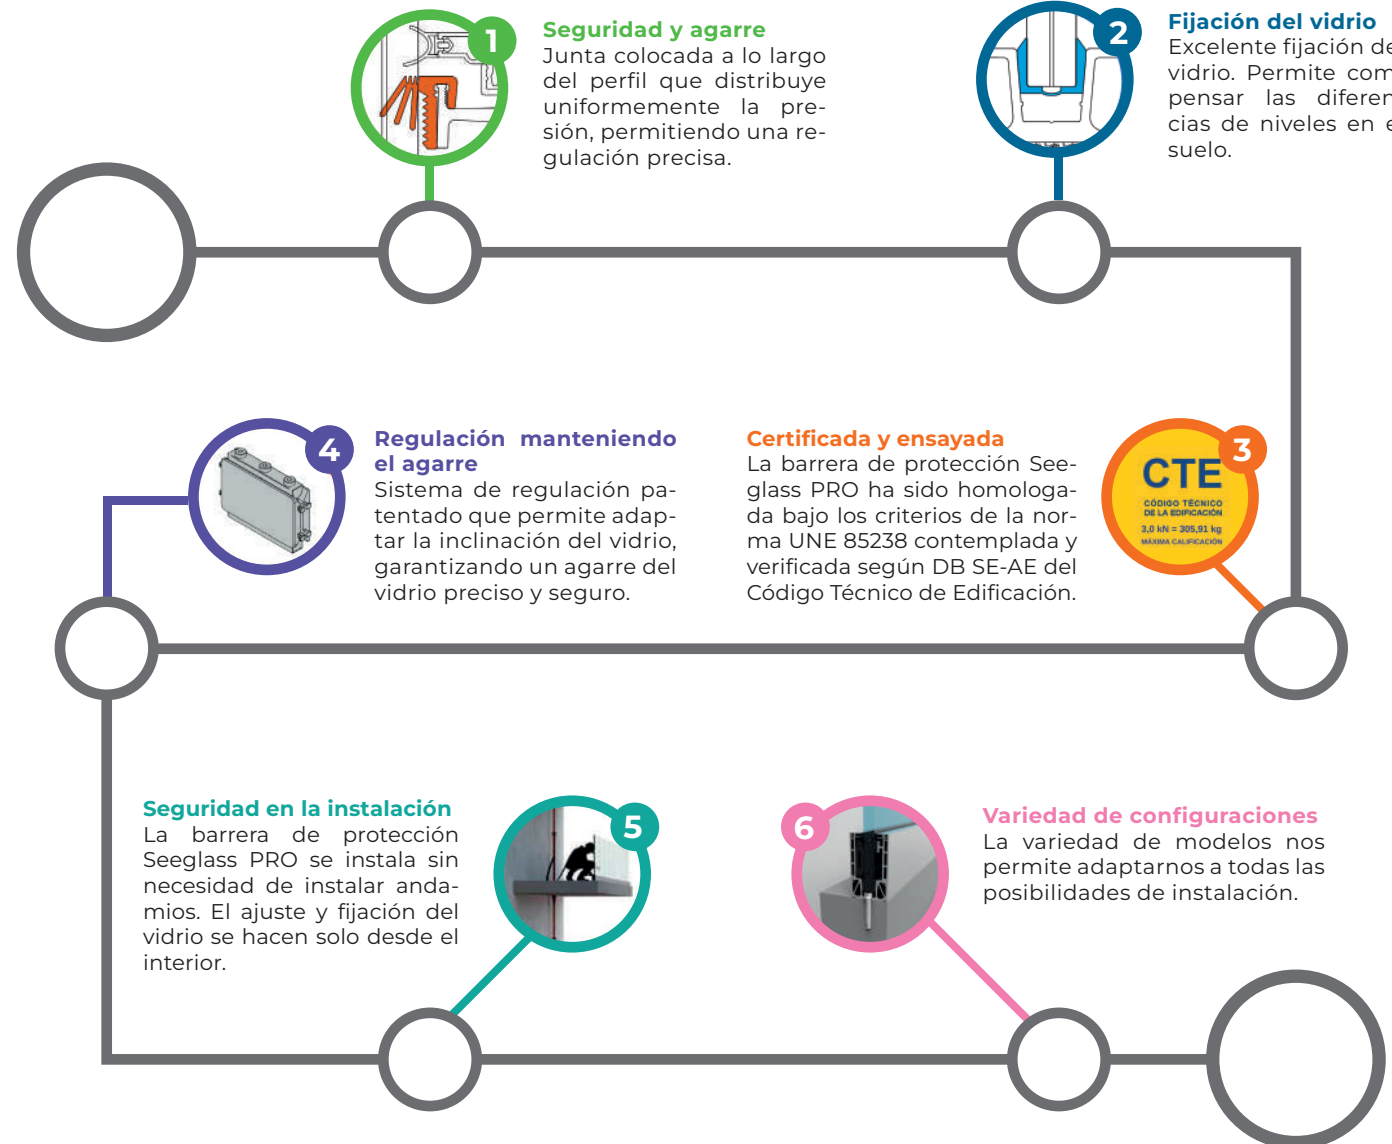 1
Seguridad y agarre
Junta colocada a lo largo
del perfil que distribuye
uniformemente la pre-
sión, permitiendo una re-
gulación precisa.
2
Fijación del vidrio
Excelente fijación de
vidrio. Permite com
pensar las diferen
cias de niveles en e
suelo.
3
CTE
CÓDIGO TÉCNICO
DE LA EDIFICACIÓN
3,0 kN = 305,91 kg
MÁXIMA CALIFICACIÓN
Certificada y ensayada
La barrera de protección See-
glass PRO ha sido homologa-
da bajo los criterios de la nor-
ma UNE 85238 contemplada y
verificada según DB SE-AE del
Código Técnico de Edificación.
4
Regulación manteniendo
el agarre
Sistema de regulación pa-
tentado que permite adap-
tar la inclinación del vidrio,
garantizando un agarre del
vidrio preciso y seguro.
5
Seguridad en la instalación
La barrera de protección
Seeglass PRO se instala sin
necesidad de instalar anda-
mios. El ajuste y fijación del
vidrio se hacen solo desde el
interior.
6
Variedad de configuraciones
La variedad de modelos nos
permite adaptarnos a todas las
posibilidades de instalación.